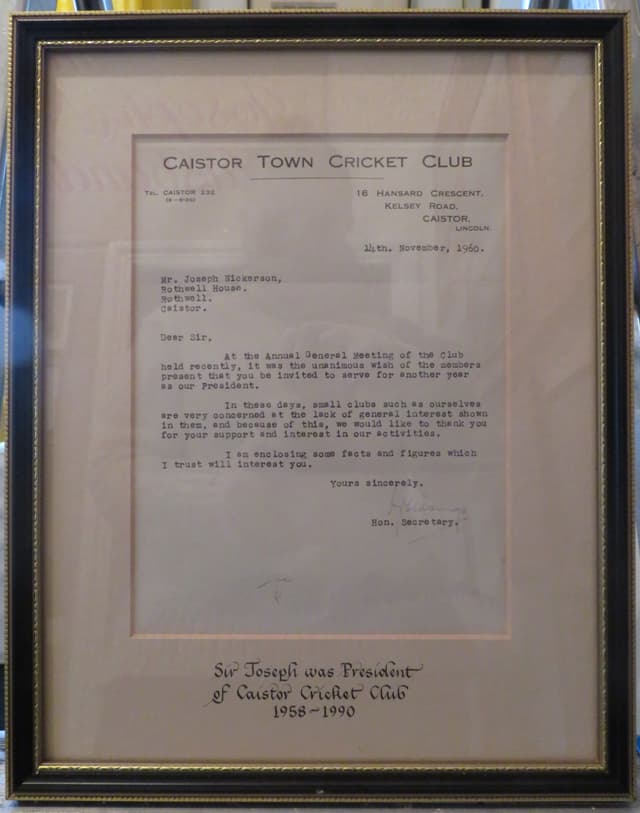 CAISTOR TOWN CRICKET CLUB
TEL. CAISTOR 232
16 HANSARD CRESCENT,
KELSEY ROAD,
CAISTOR,
LINCOLN.
14th. November, 1960.
Mr. Joseph Nickerson,
Rothwell House.
Rothwell.
Caistor.
Dear Sir,
At the Annual General Meeting of the Club
held recently, it was the unanimous wish of the members
present that you be invited to serve for another year
as our President.
In these days, small clubs such as ourselves
are very concerned at the lack of general interest shown
in them, and because of this, we would like to thank you
for your support and interest in our activities.
I am enclosing some facts and figures which
I trust will interest you.
Yours sincerely.
Hon. Secretary.
Sir Joseph was President
of Caistor Cricket Club
1958-1990